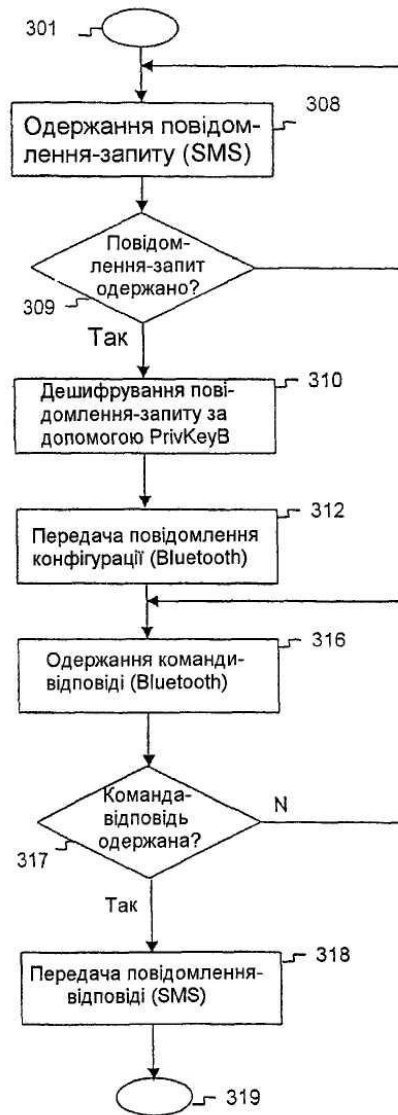 301
308
Одержання повідом-
лення-запиту (SMS)
Повідом-
лення-запит
одержано?
309
Так
310
Дешифрування пові-
домлення-запиту за
допомогою PrivKeyB
312
Передача повідомлення
конфігурації (Bluetooth)
316
Одержання команди-
відповіді (Bluetooth)
Команда-
відповідь
одержана?
N
317
Так
318
Передача повідомлення-
відповіді (SMS)
319